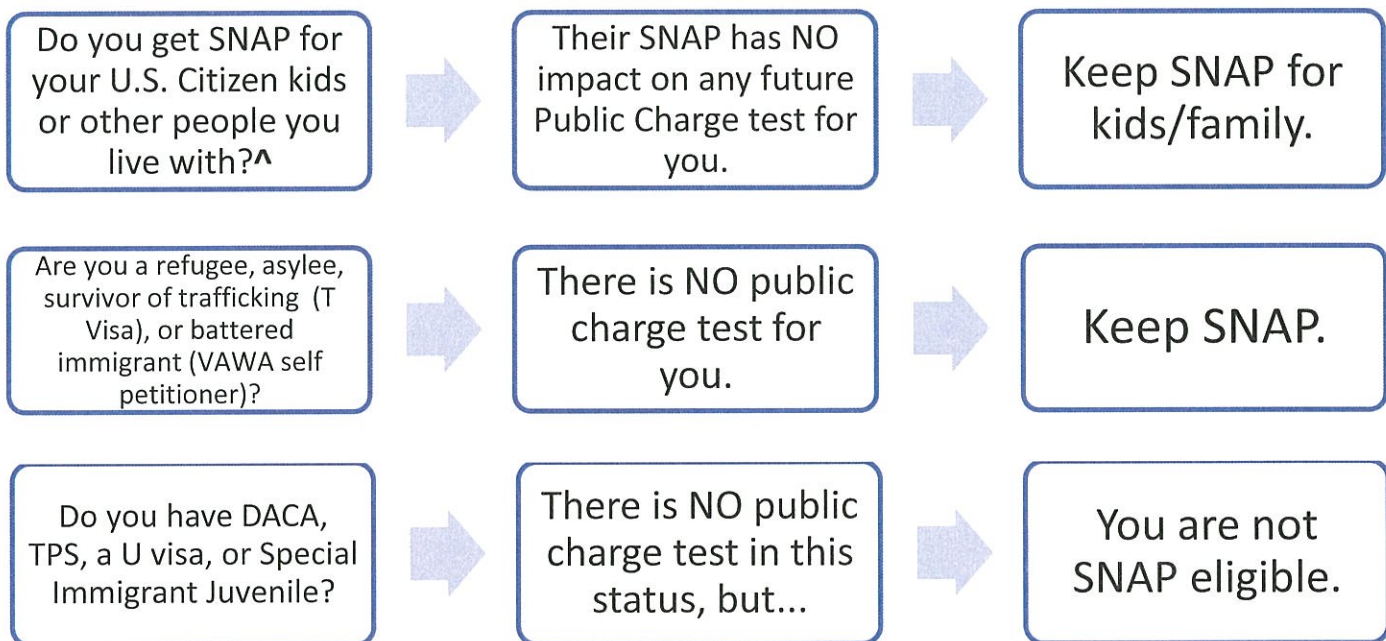 Do you get SNAP for
your U.S. Citizen kids
or other people you
live with?^
Their SNAP has NO
impact on any future
Public Charge test for
you.
Keep SNAP for
kids/family.
Are you a refugee, asylee,
survivor of trafficking (T
Visa), or battered
immigrant (VAWA self
petitioner)?
There is NO public
charge test for
you.
Keep SNAP.
Do you have DACA,
TPS, a U visa, or Special
Immigrant Juvenile?
There is NO public
charge test in this
status, but...
You are not
SNAP eligible.